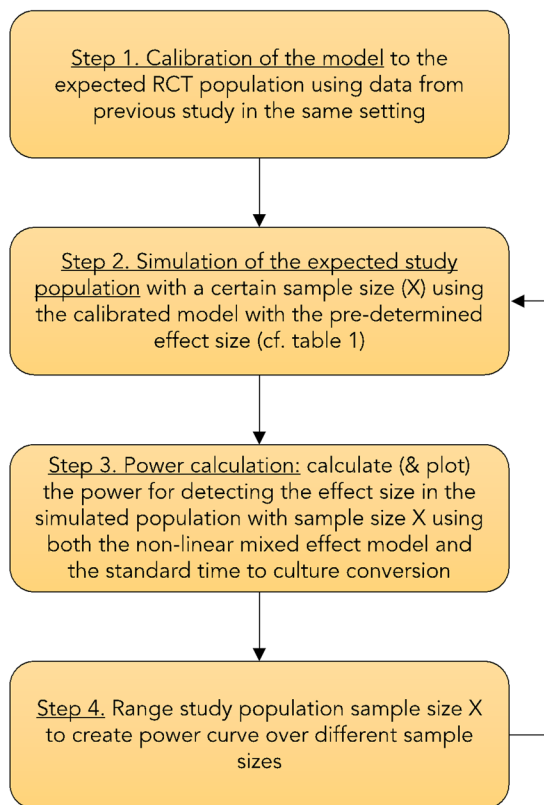 Step 1. Calibration of the model to the
expected RCT population using data from
previous study in the same setting
Step 2. Simulation of the expected study
population with a certain sample size (X) using
the calibrated model with the pre-determined
effect size (cf. table 1)
Step 3. Power calculation: calculate (& plot)
the power for detecting the effect size in the
simulated population with sample size X using
both the non-linear mixed effect model and
the standard time to culture conversion
Step 4. Range study population sample size X
to create power curve over different sample
sizes